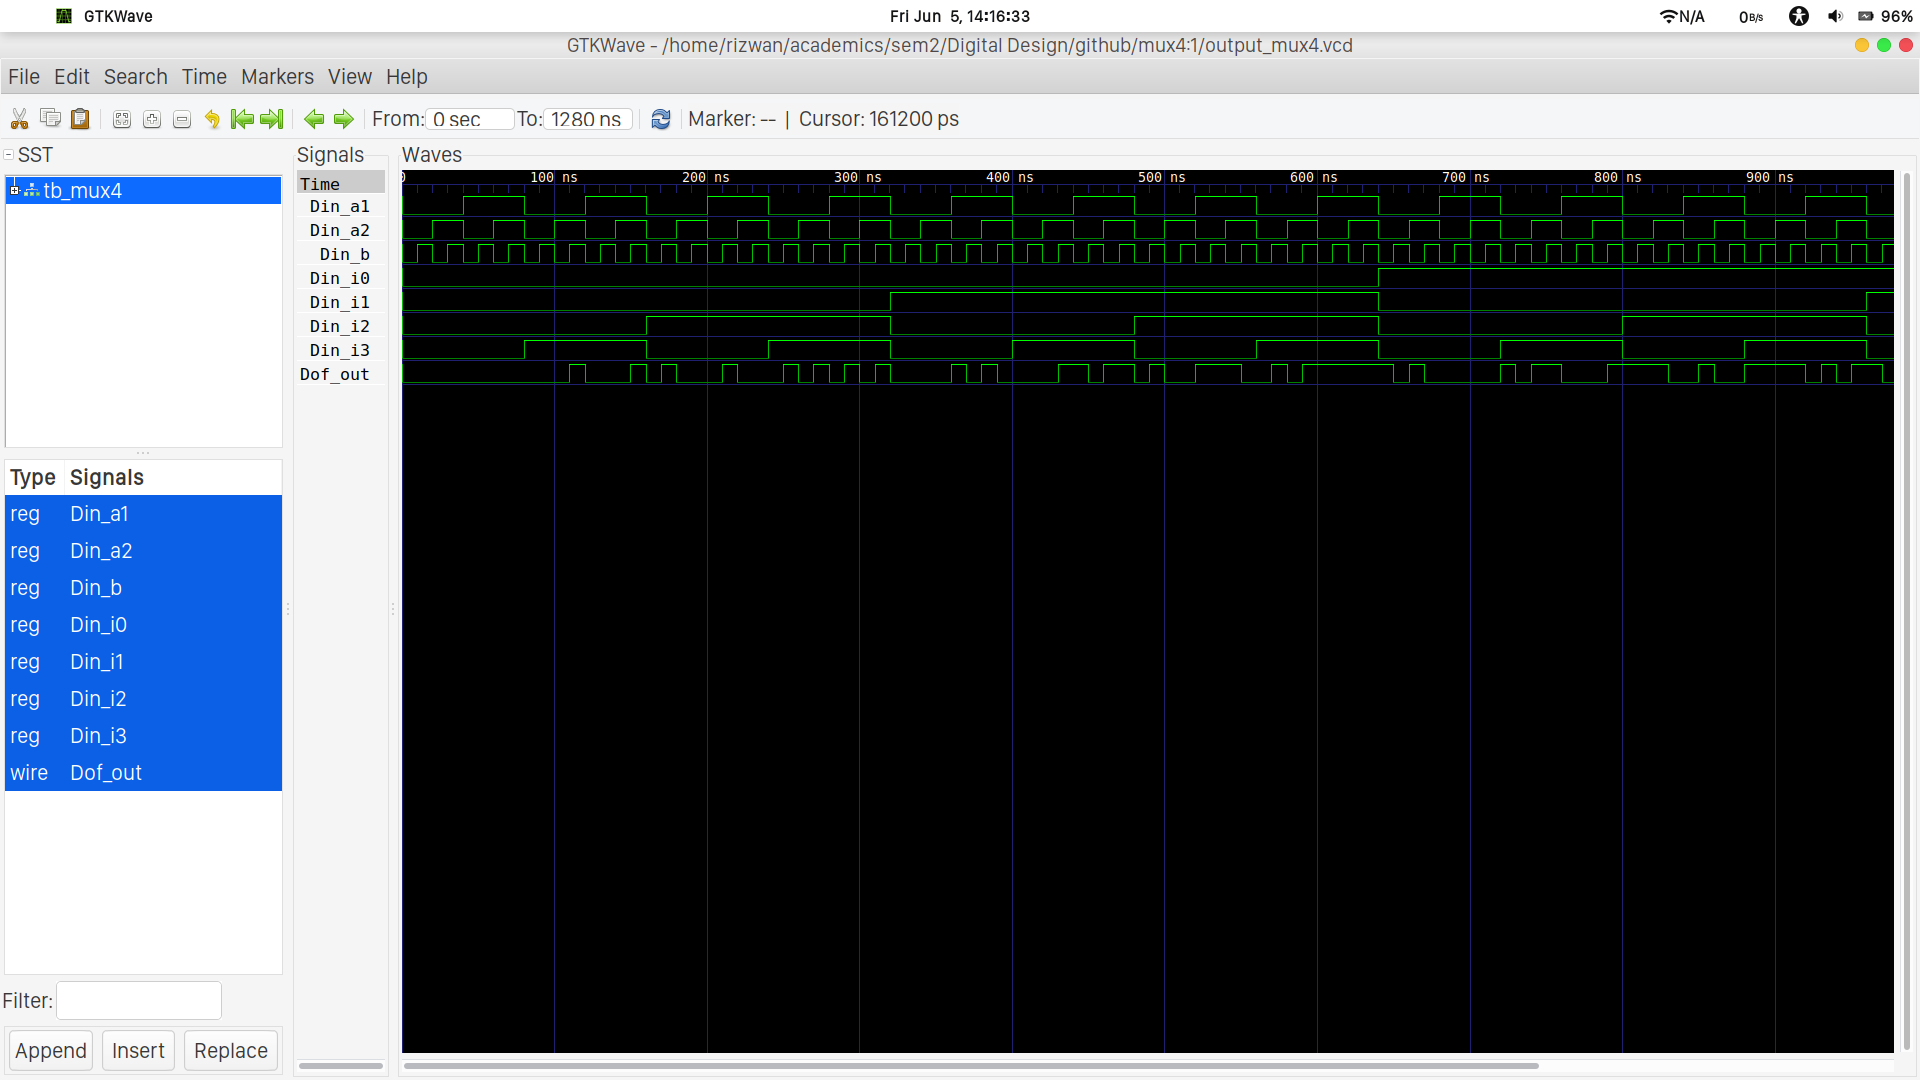 GTKWave
Fri Jun 5, 14:16:33
N/A
0B/s
96%
GTKWave - /home/rizwan/academics/sem2/Digital Design/github/mux4:1/output_mux4.vcd
File Edit Search Time Markers View Help
From: 0 sec To: 1280 ns Marker: -- | Cursor: 161200 ps
SST
tb_mux4
Type Signals
reg Din_a1
reg Din_a2
reg Din_b
reg Din_i0
reg Din_i1
reg Din_i2
reg Din_i3
wire Dof_out
Filter:
Append Insert Replace
Signals
Time
Din_a1
Din_a2
Din_b
Din_i0
Din_i1
Din_i2
Din_i3
Dof_out
Waves
0 100 ns 200 ns 300 ns 400 ns 500 ns 600 ns 700 ns 800 ns 900 ns